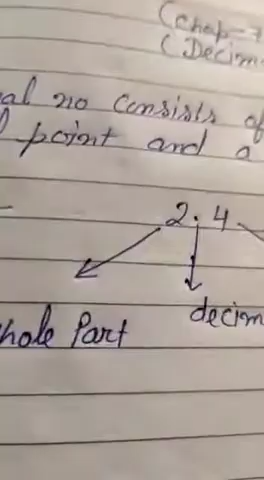 (Chap-7
(Decim
al no consists of
point and a
2.4
hole Part
decim